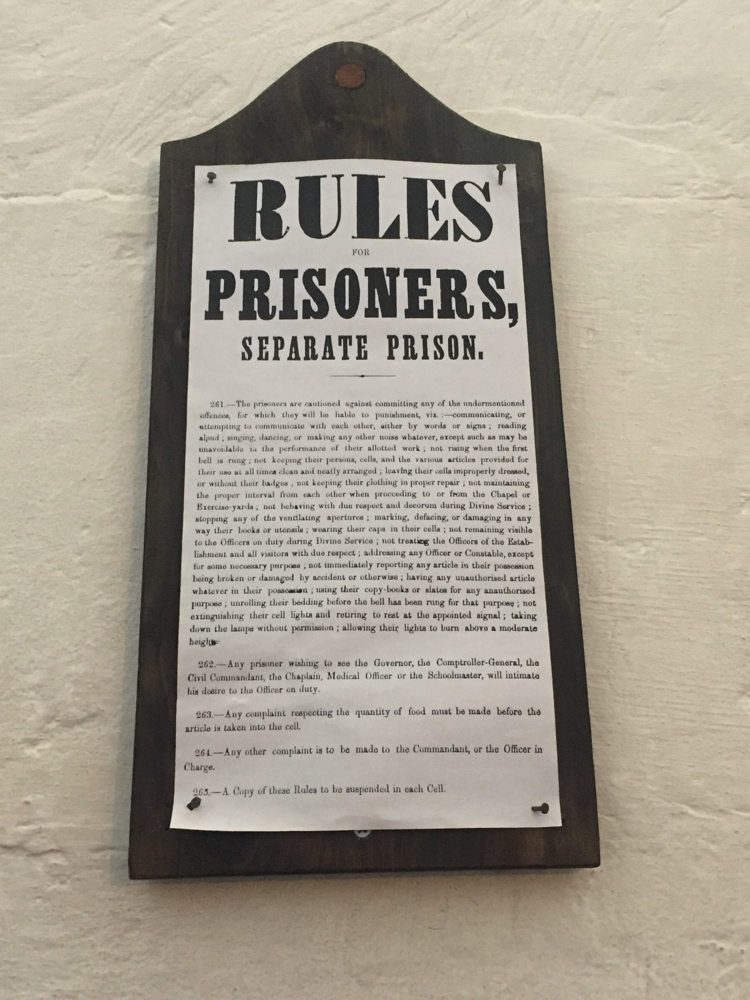 RULES
FOR
PRISONERS,
SEPARATE PRISON.
261.—The prisoners are cautioned against committing any of the undermentioned
offences, for which they will be liable to punishment, viz. :—communicating, or
attempting to communicate with each other, either by words or signs ; reading
aloud ; singing, dancing, or making any other noise whatever, except such as may be
unavoidable in the performance of their allotted work ; not rising when the first
bell is rung ; not keeping their persons, cells, and the various articles provided for
their use at all times clean and neatly arranged ; leaving their cells improperly dressed,
or without their badges ; not keeping their clothing in proper repair ; not maintaining
the proper interval from each other when proceeding to or from the Chapel or
Exercise-yards ; not behaving with due respect and decorum during Divine Service ;
stopping any of the ventilating apertures ; marking, defacing, or damaging in any
way their books or utensils ; wearing their caps in their cells ; not remaining visible
to the Officers on duty during Divine Service ; not treating the Officers of the Estab-
lishment and all visitors with due respect ; addressing any Officer or Constable, except
for some necessary purpose ; not immediately reporting any article in their possession
being broken or damaged by accident or otherwise ; having any unauthorised article
whatever in their possession ; using their copy-books or slates for any unauthorised
purpose ; unrolling their bedding before the bell has been rung for that purpose ; not
extinguishing their cell lights and retiring to rest at the appointed signal ; taking
down the lamps without permission ; allowing their lights to burn above a moderate
height.
262.—Any prisoner wishing to see the Governor, the Comptroller-General, the
Civil Commandant, the Chaplain, Medical Officer or the Schoolmaster, will intimate
his desire to the Officer on duty.
263.—Any complaint respecting the quantity of food must be made before the
article is taken into the cell.
264.—Any other complaint is to be made to the Commandant, or the Officer in
Charge.
265.—A Copy of these Rules to be suspended in each Cell.